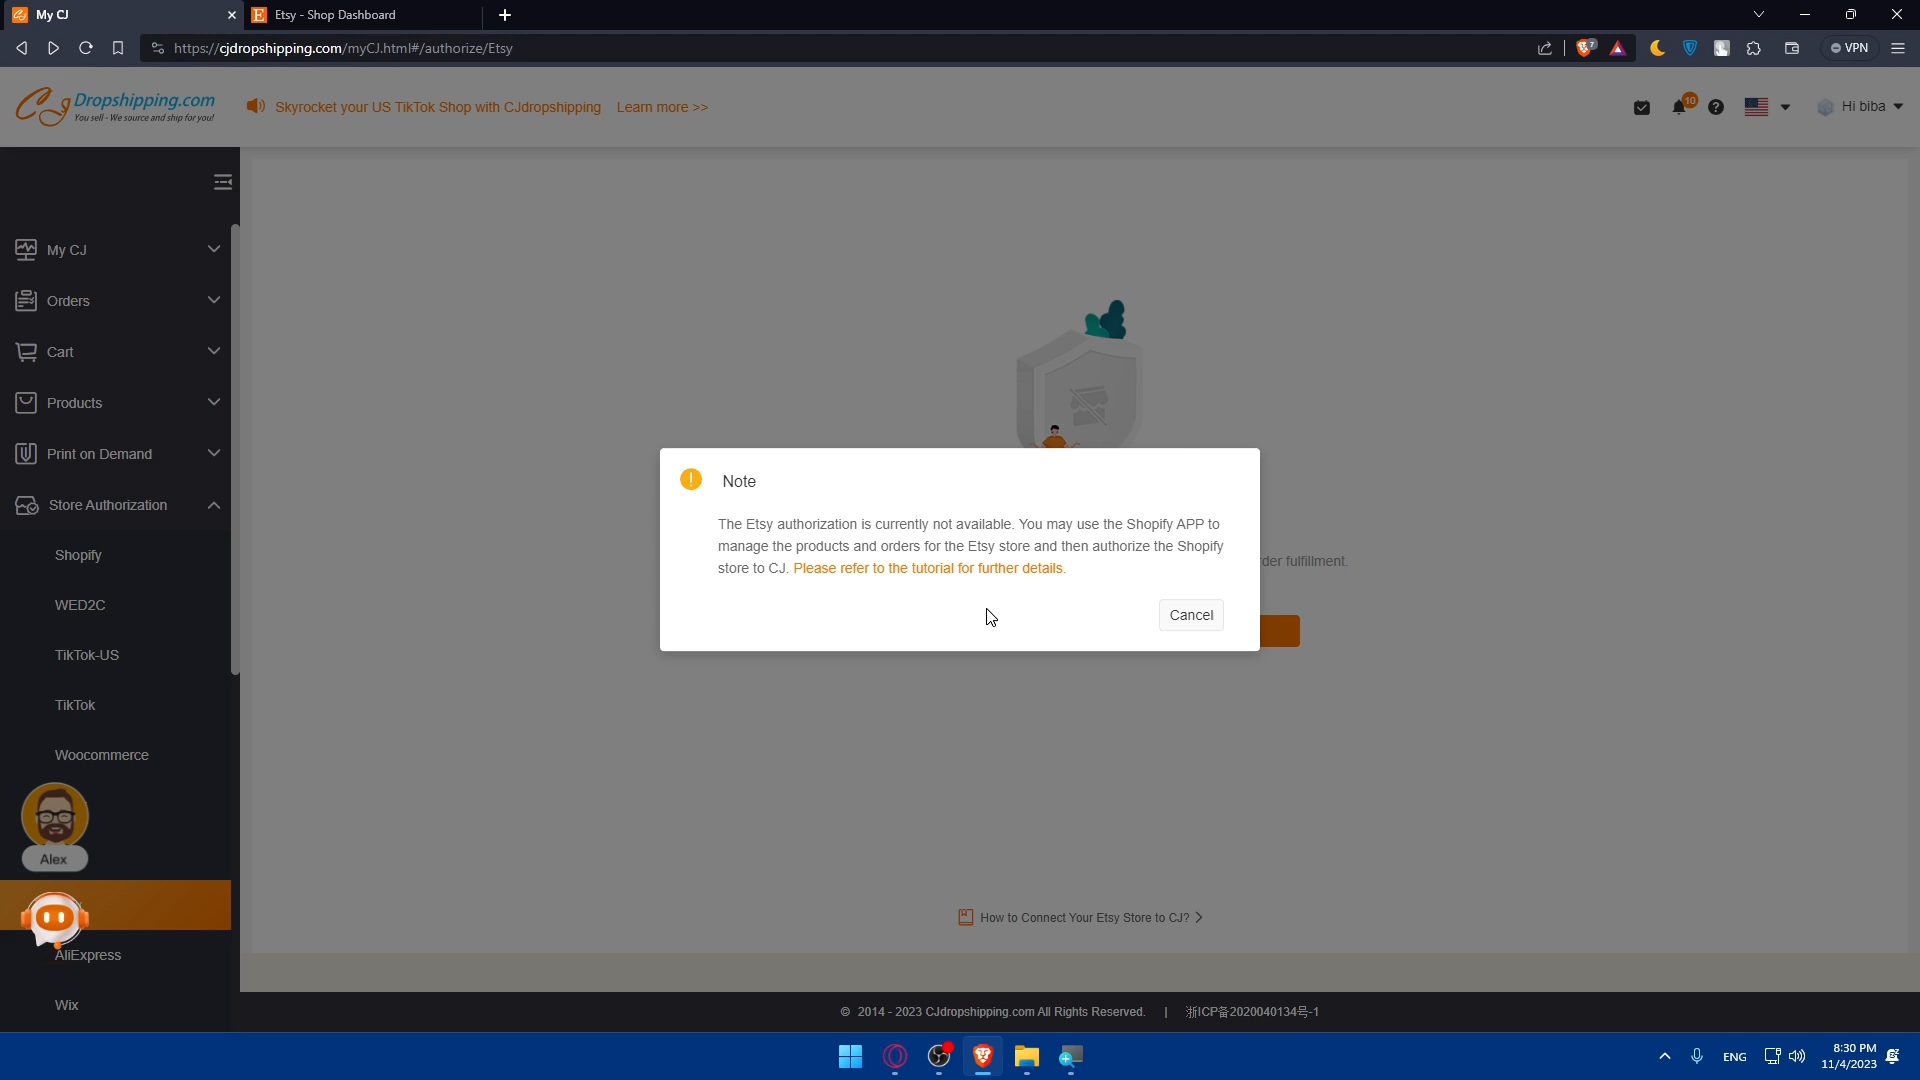 My CJ
Etsy - Shop Dashboard
https://cjdropshipping.com/myCJ.html#/authorize/Etsy
7
VPN
CJ Dropshipping.com
You sell - We source and ship for you!
Skyrocket your US TikTok Shop with CJdropshipping Learn more >>
10
Hi biba
My CJ
Orders
Cart
Products
Print on Demand
Store Authorization
Shopify
WED2C
TikTok-US
TikTok
Woocommerce
Alex
AliExpress
Wix
Note
The Etsy authorization is currently not available. You may use the Shopify APP to
manage the products and orders for the Etsy store and then authorize the Shopify
store to CJ. Please refer to the tutorial for further details.
Cancel
der fulfillment.
How to Connect Your Etsy Store to CJ?
© 2014 - 2023 CJdropshipping.com All Rights Reserved. | 浙ICP备2020040134号-1
ENG
8:30 PM
11/4/2023